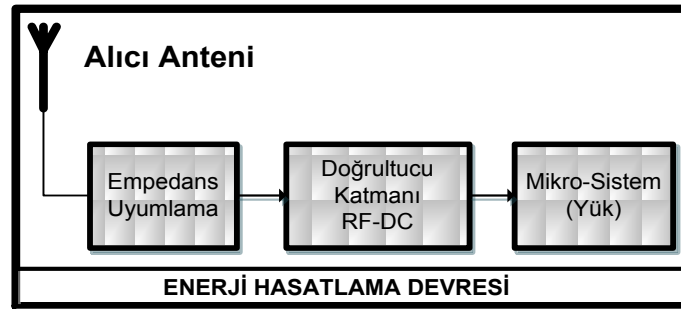 Alıcı Anteni
Empedans
Uyumlama
Doğrultucu
Katmanı
RF-DC
Mikro-Sistem
(Yük)
ENERJİ HASATLAMA DEVRESİ